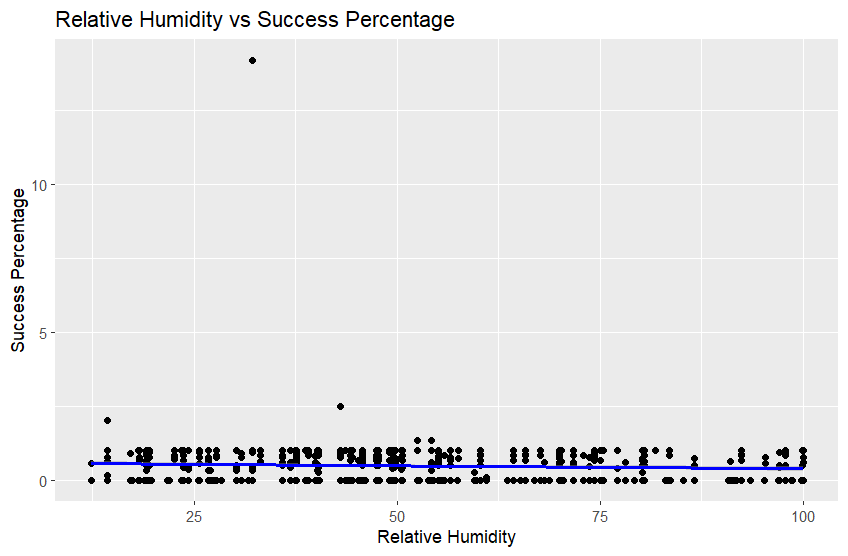 Relative Humidity vs Success Percentage
Success Percentage
10
5
0
25 50 75 100
Relative Humidity